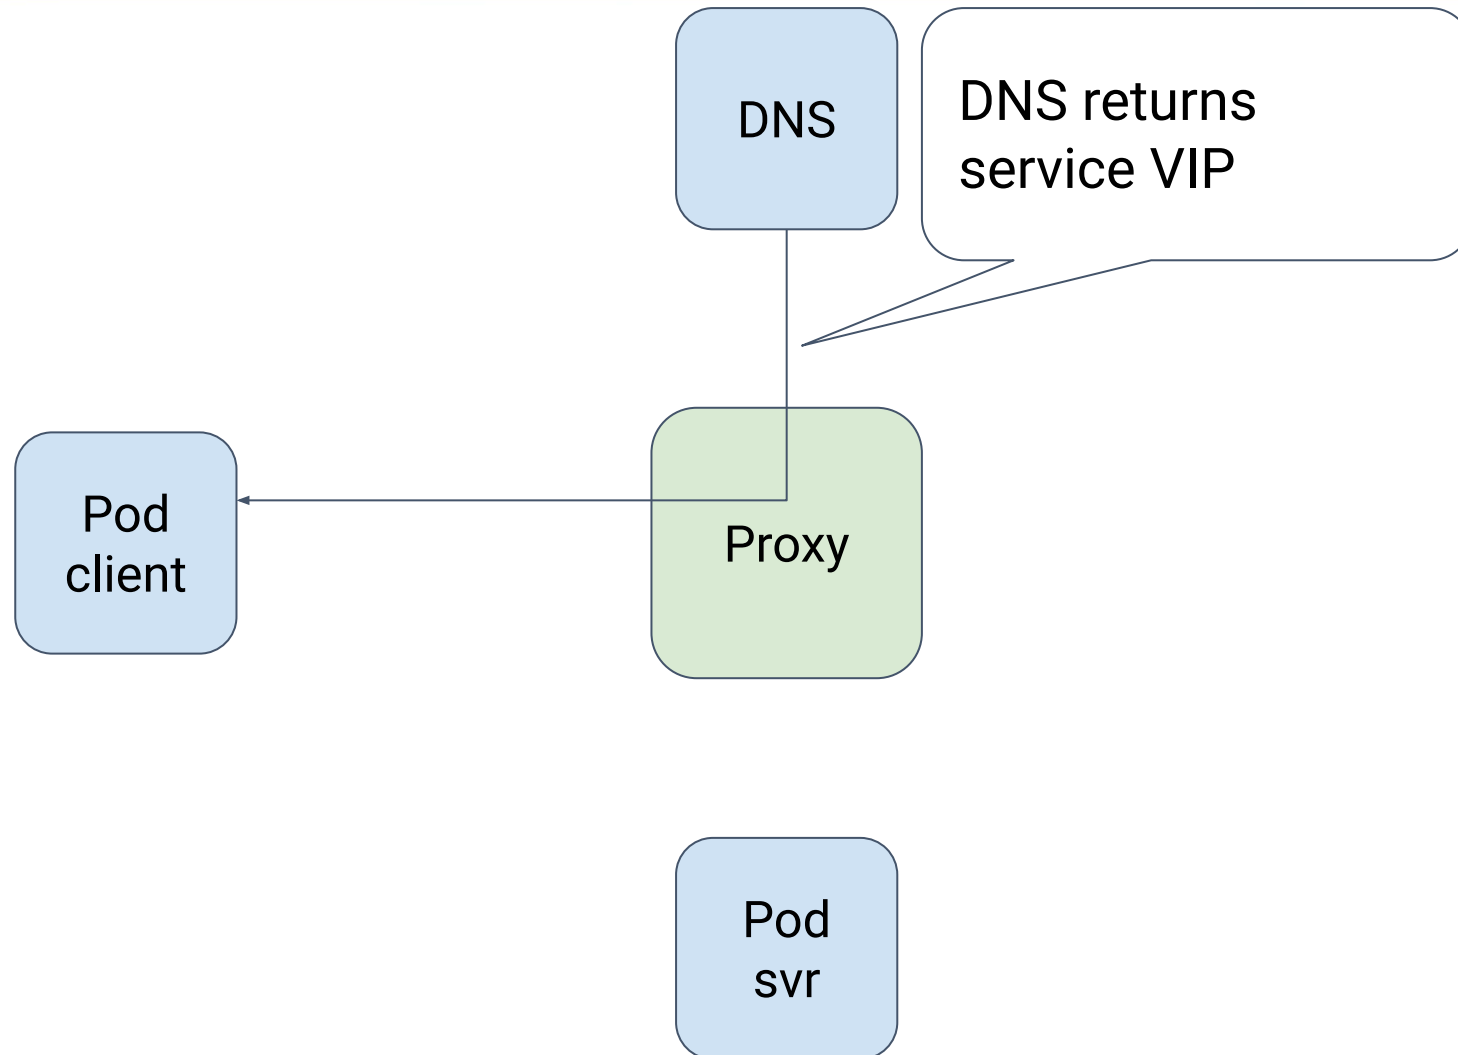 DNS
DNS returns
service VIP
Pod
client
Proxy
Pod
svr